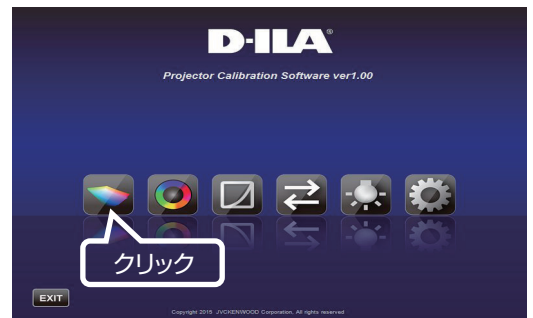 D-ILA®
Projector Calibration Software ver1.00
クリック
EXIT
Copyright 2015 JVCKENWOOD Corporation. All rights reserved